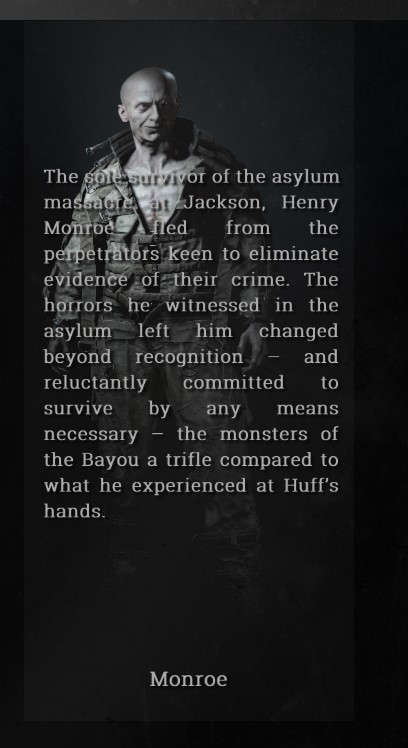 The sole survivor of the asylum
massacre at Jackson, Henry
Monroe fled from the
perpetrators keen to eliminate
evidence of their crime. The
horrors he witnessed in the
asylum left him changed
beyond recognition – and
reluctantly committed to
survive by any means
necessary – the monsters of
the Bayou a trifle compared to
what he experienced at Huff's
hands.
Monroe